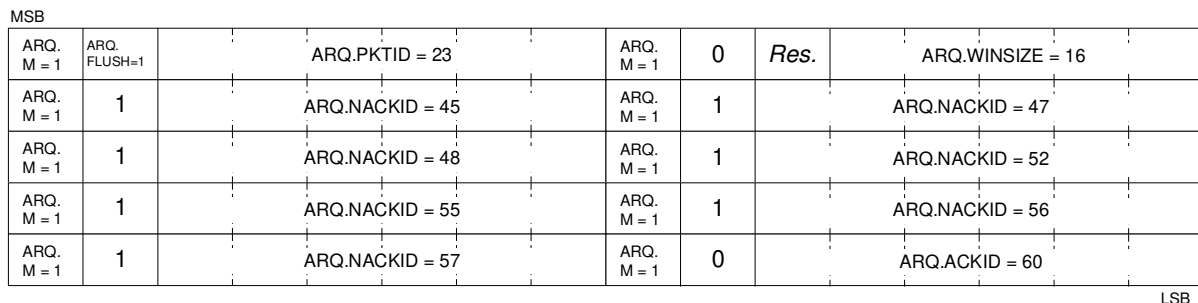 MSB
ARQ. M = 1 ARQ. FLUSH=1 ARQ.PKTID = 23 ARQ. M = 1 0 Res. ARQ.WINSIZE = 16
ARQ. M = 1 1 ARQ.NACKID = 45 ARQ. M = 1 1 ARQ.NACKID = 47
ARQ. M = 1 1 ARQ.NACKID = 48 ARQ. M = 1 1 ARQ.NACKID = 52
ARQ. M = 1 1 ARQ.NACKID = 55 ARQ. M = 1 1 ARQ.NACKID = 56
ARQ. M = 1 1 ARQ.NACKID = 57 ARQ. M = 1 0 ARQ.ACKID = 60
LSB